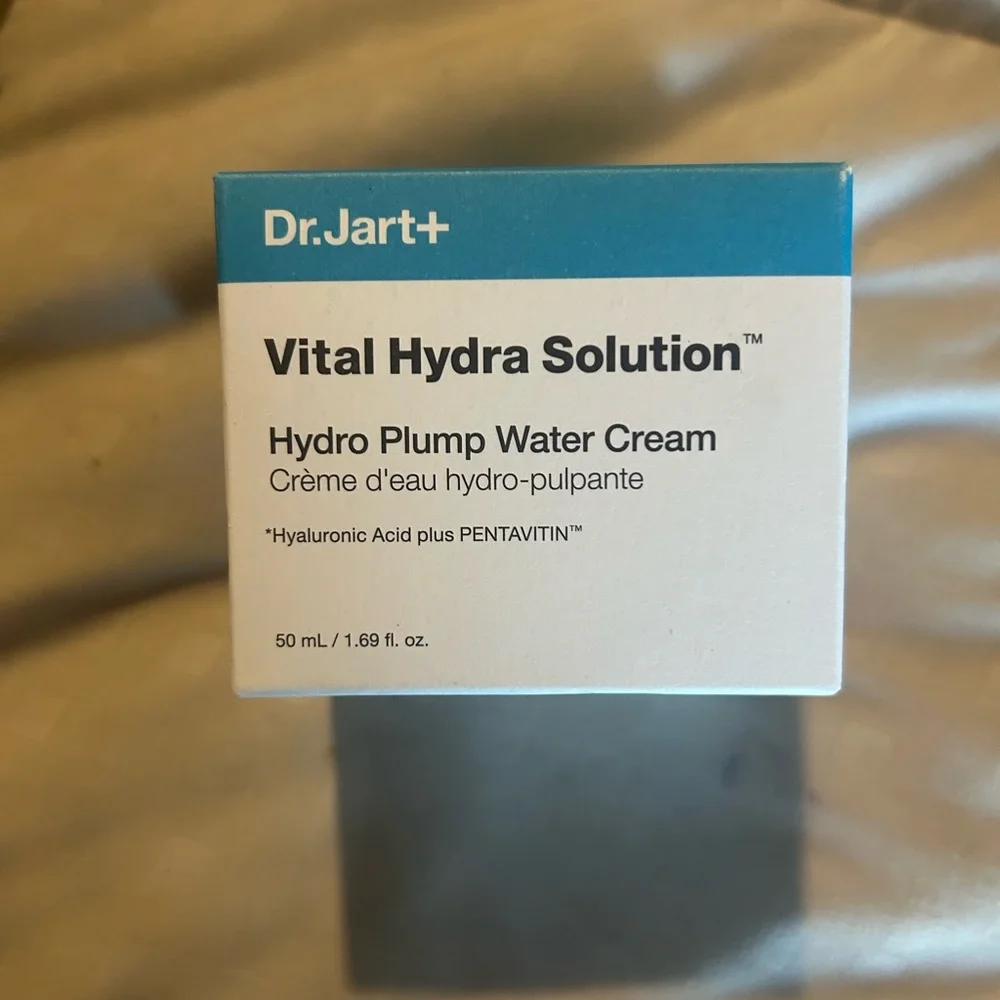 Dr.Jart+
Vital Hydra Solution™
Hydro Plump Water Cream
Crème d'eau hydro-pulpante
*Hyaluronic Acid plus PENTAVITIN™
50 mL / 1.69 fl. oz.